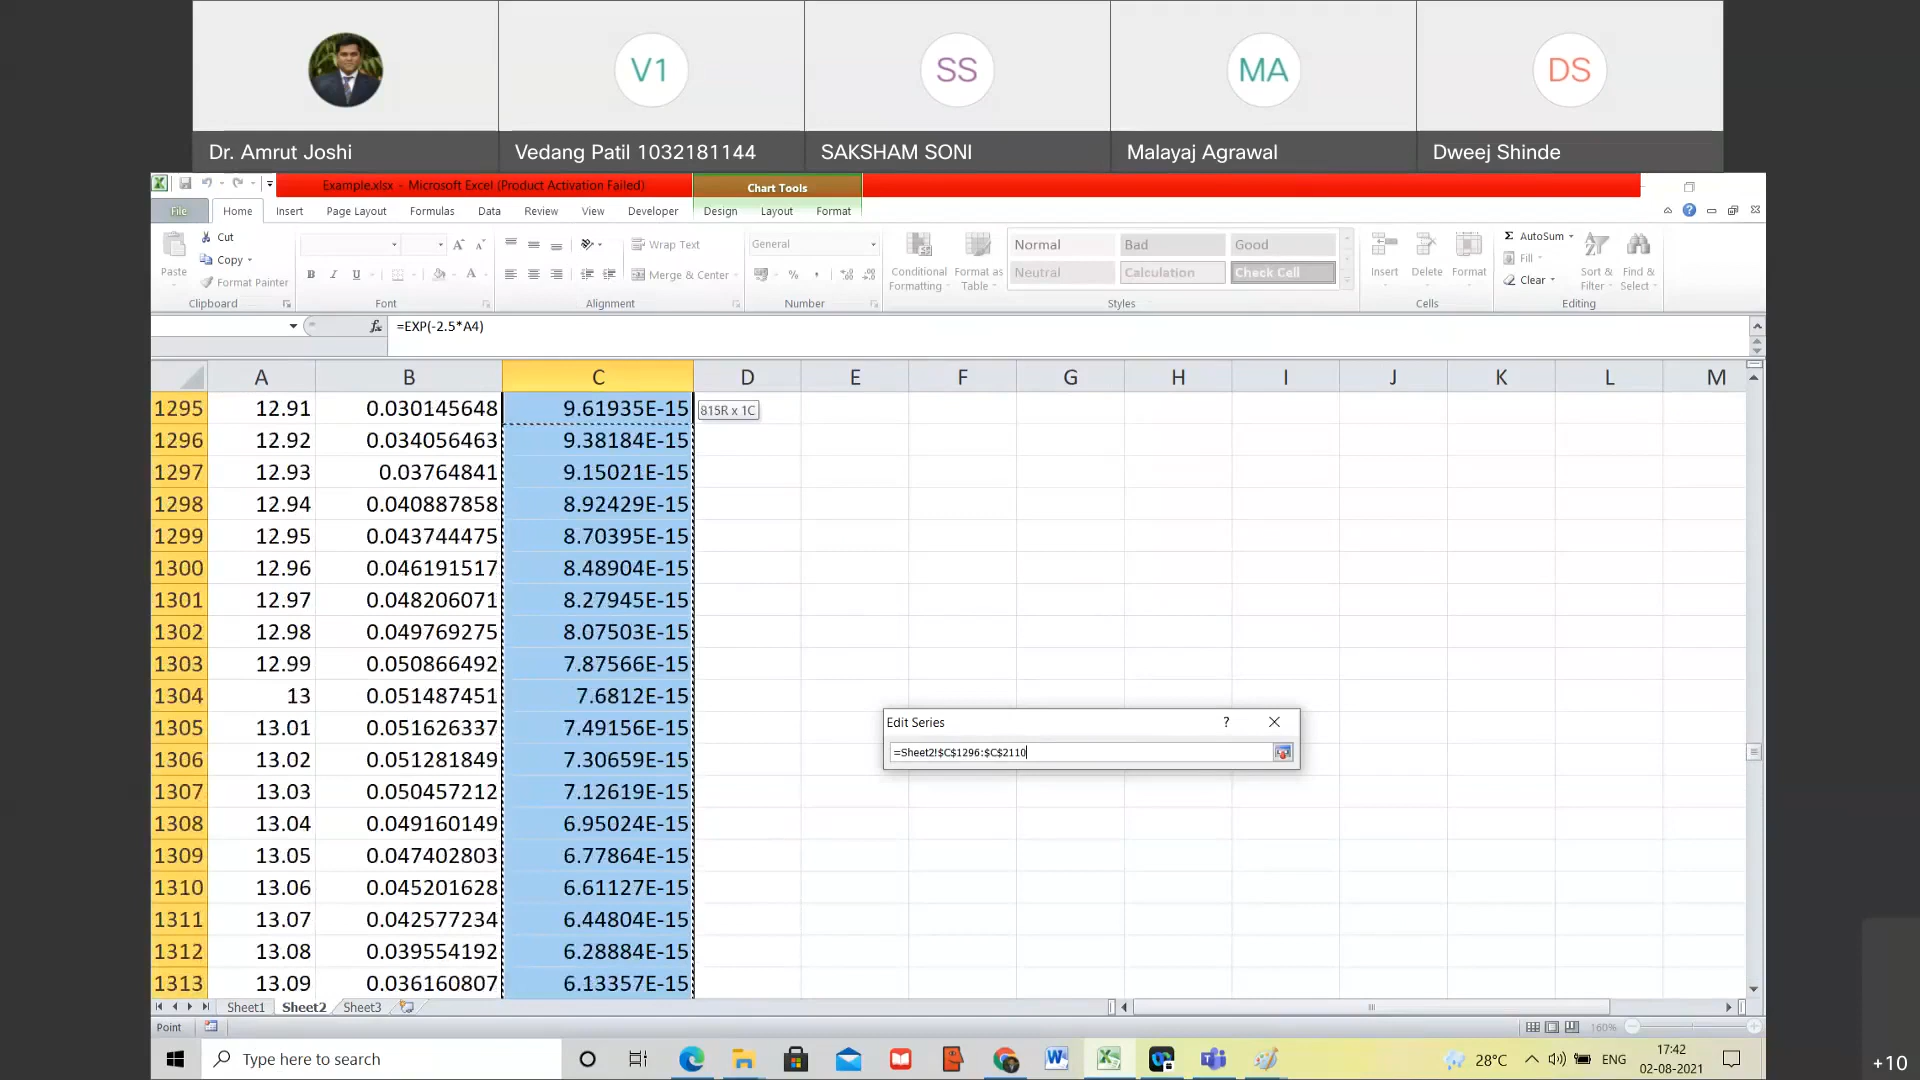 V1
SS
MA
DS
Dr. Amrut Joshi
Vedang Patil 1032181144
SAKSHAM SONI
Malayaj Agrawal
Dweej Shinde
Example.xlsx - Microsoft Excel (Product Activation Failed)
Chart Tools
File Home Insert Page Layout Formulas Data Review View Developer Design Layout Format
Paste
Cut
Copy
Format Painter
Clipboard
B I U
Font
Wrap Text
Merge & Center
Alignment
General
%
Number
Conditional Formatting
Format as Table
Normal Bad Good
Neutral Calculation Check Cell
Styles
Insert Delete Format
Cells
Σ AutoSum
Fill
Clear
Sort & Filter
Find & Select
Editing
fx =EXP(-2.5*A4)
A B C D E F G H I J K L M
1295 12.91 0.030145648 9.61935E-15
815R x 1C
1296 12.92 0.034056463 9.38184E-15
1297 12.93 0.03764841 9.15021E-15
1298 12.94 0.040887858 8.92429E-15
1299 12.95 0.043744475 8.70395E-15
1300 12.96 0.046191517 8.48904E-15
1301 12.97 0.048206071 8.27945E-15
1302 12.98 0.049769275 8.07503E-15
1303 12.99 0.050866492 7.87566E-15
1304 13 0.051487451 7.6812E-15
1305 13.01 0.051626337 7.49156E-15
1306 13.02 0.051281849 7.30659E-15
1307 13.03 0.050457212 7.12619E-15
1308 13.04 0.049160149 6.95024E-15
1309 13.05 0.047402803 6.77864E-15
1310 13.06 0.045201628 6.61127E-15
1311 13.07 0.042577234 6.44804E-15
1312 13.08 0.039554192 6.28884E-15
1313 13.09 0.036160807 6.13357E-15
Edit Series ?
=Sheet2!$C$1296:$C$2110
Sheet1 Sheet2 Sheet3
Point
160%
Type here to search
28°C
ENG
17:42
02-08-2021
+10